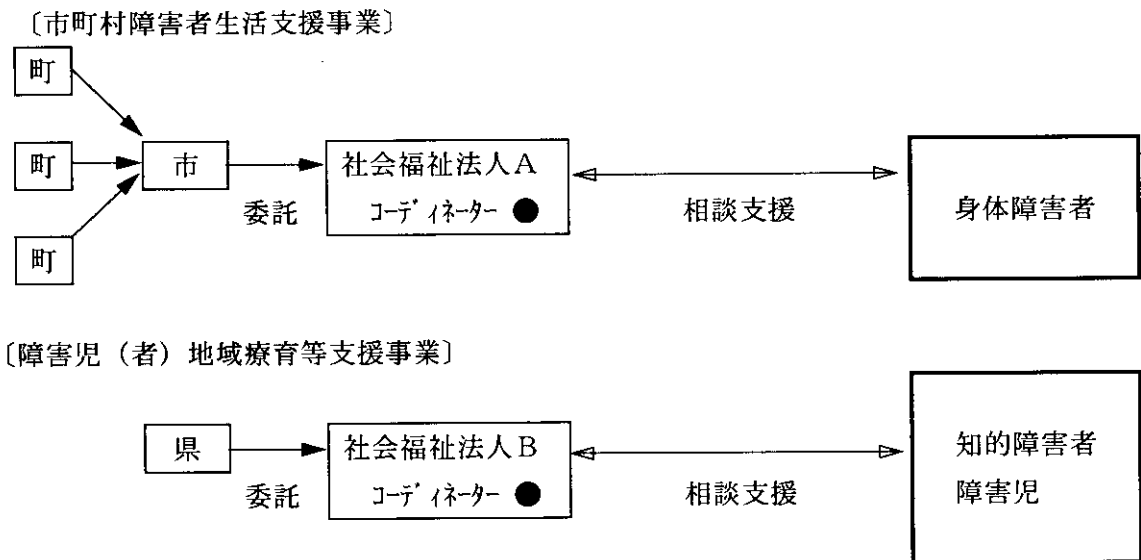 〔市町村障害者生活支援事業〕
町
町
町
市
委託
社会福祉法人A
コーディネーター ●
相談支援
身体障害者
〔障害児（者）地域療育等支援事業〕
県
委託
社会福祉法人B
コーディネーター ●
相談支援
知的障害者
障害児